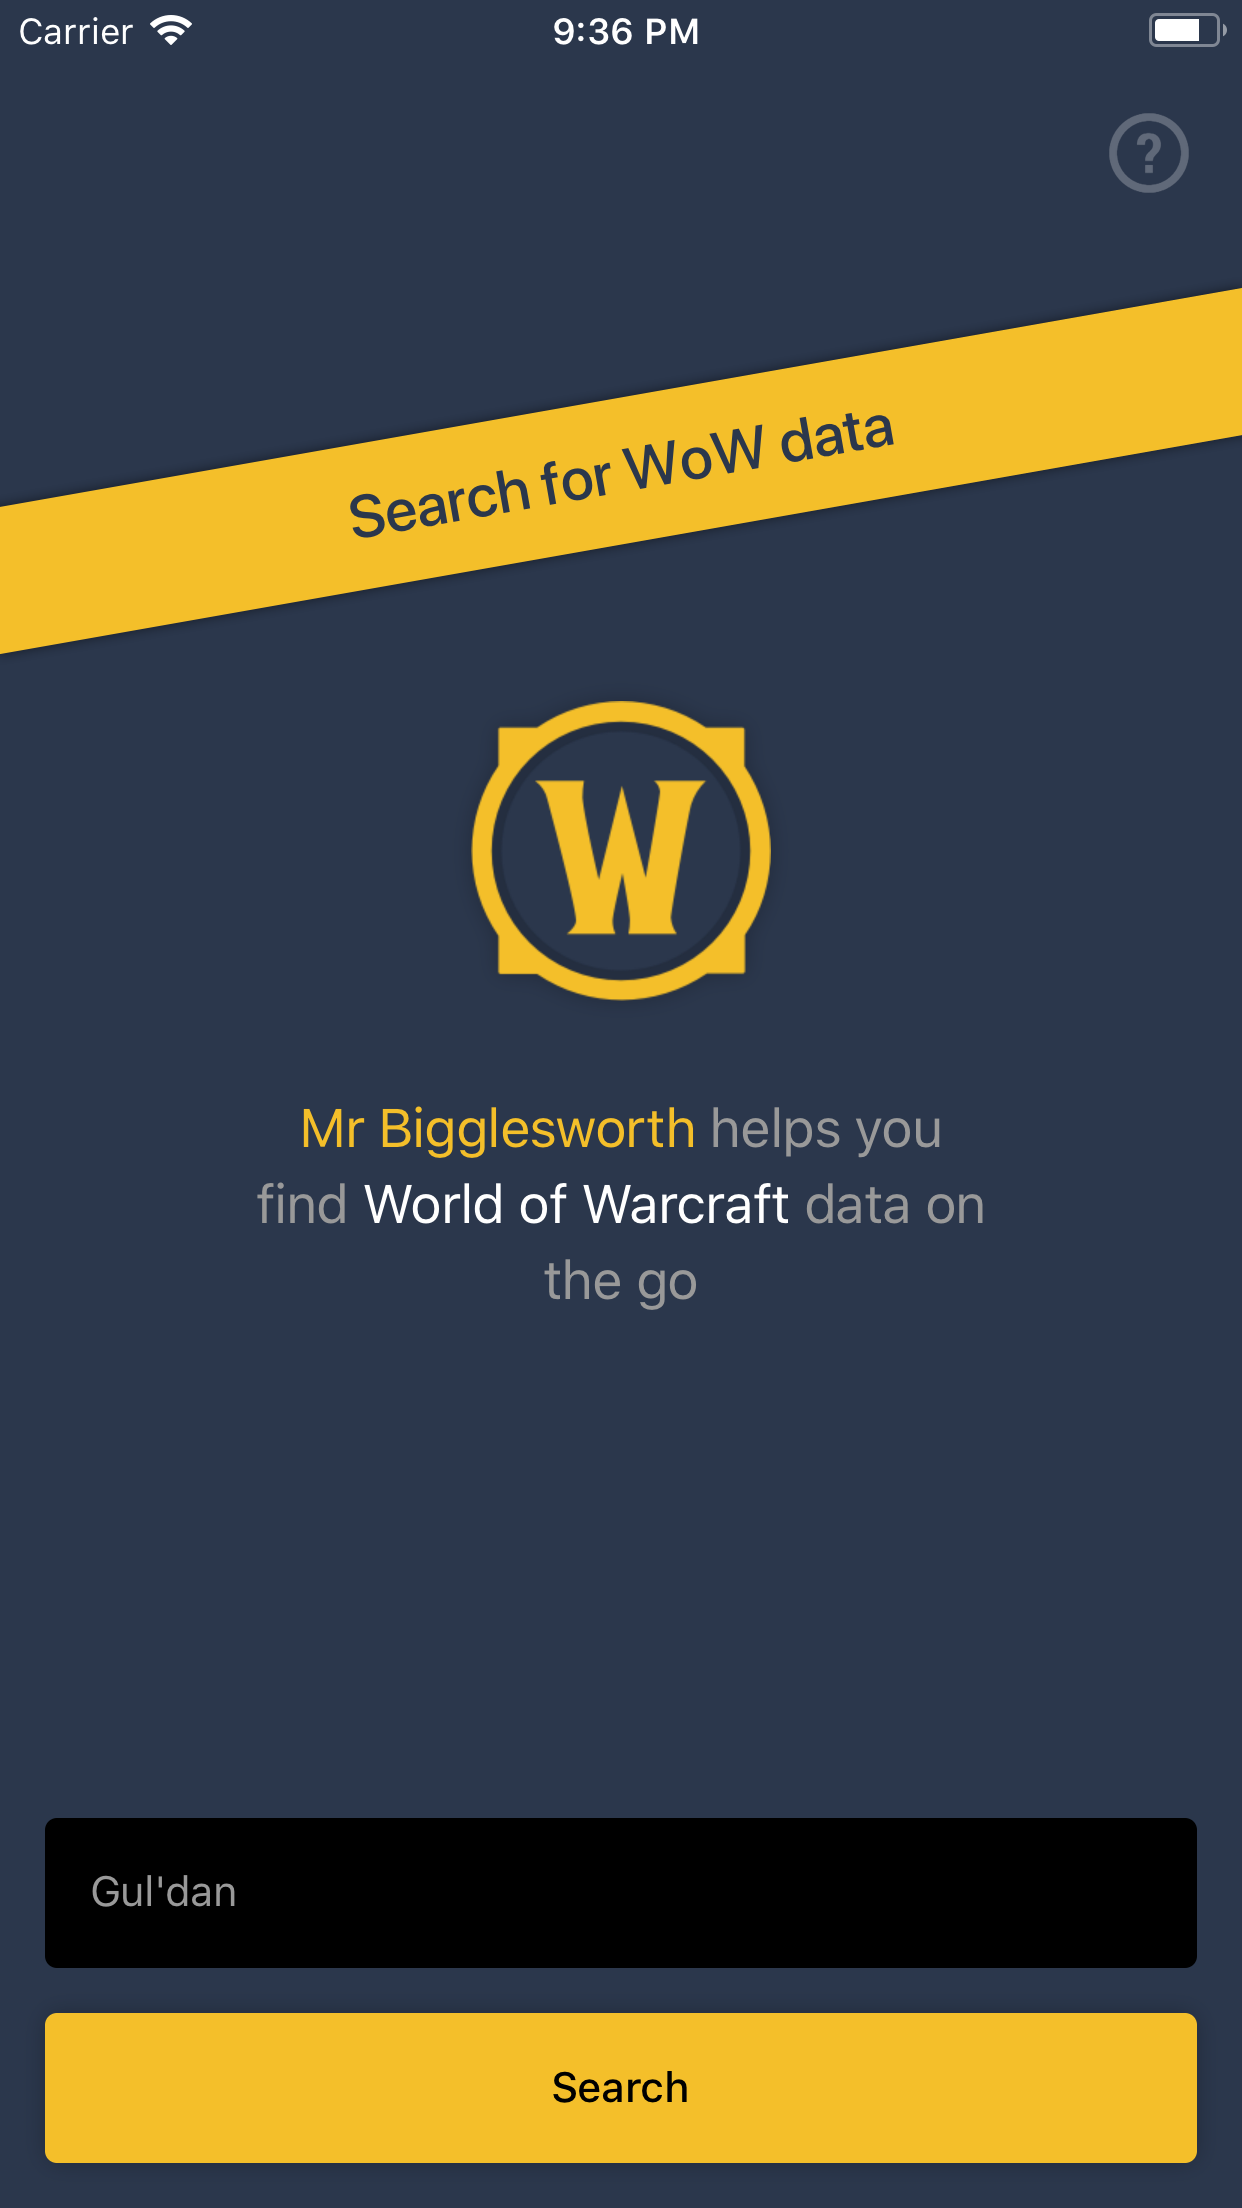 Carrier 9:36 PM
?
Search for WoW data
W
Mr Bigglesworth helps you
find World of Warcraft data on
the go
Gul'dan
Search